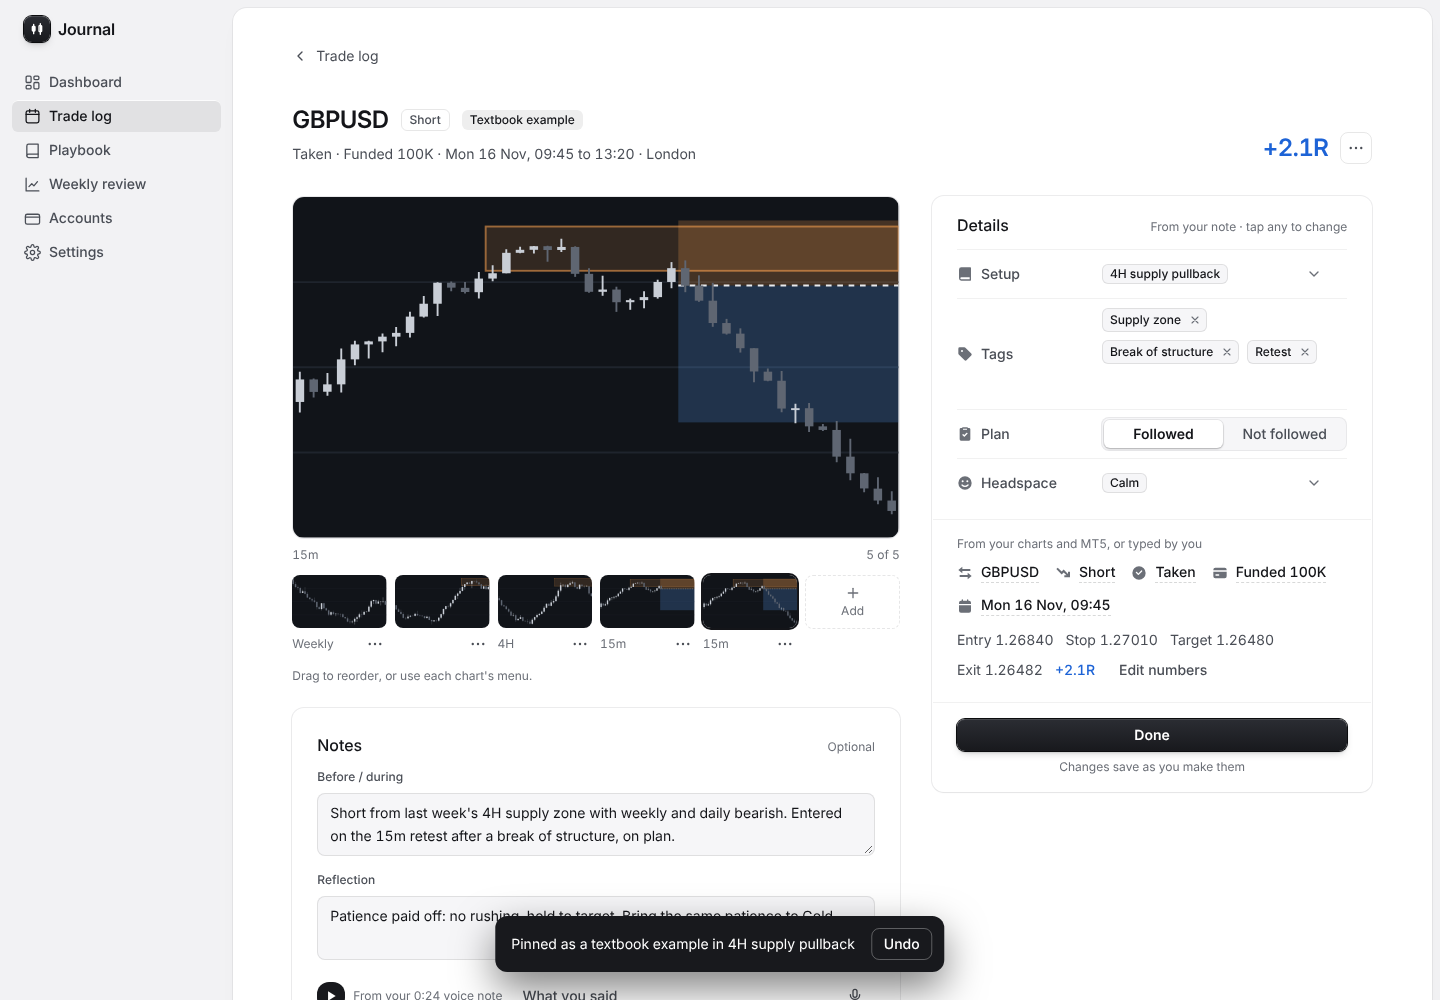 Journal
Dashboard
Trade log
Playbook
Weekly review
Accounts
Settings
Trade log
GBPUSD Short Textbook example
Taken · Funded 100K · Mon 16 Nov, 09:45 to 13:20 · London
+2.1R
15m 5 of 5
Add
Weekly 4H 15m 15m
Drag to reorder, or use each chart's menu.
Notes Optional
Before / during
Short from last week's 4H supply zone with weekly and daily bearish. Entered
on the 15m retest after a break of structure, on plan.
Reflection
Patience paid off: no rushing, held to target. Bring the same patience to Gold.
From your 0:24 voice note What you said
Details From your note · tap any to change
Setup 4H supply pullback
Tags Supply zone
Break of structure Retest
Plan Followed Not followed
Headspace Calm
From your charts and MT5, or typed by you
GBPUSD Short Taken Funded 100K
Mon 16 Nov, 09:45
Entry 1.26840 Stop 1.27010 Target 1.26480
Exit 1.26482 +2.1R Edit numbers
Done
Changes save as you make them
Pinned as a textbook example in 4H supply pullback Undo